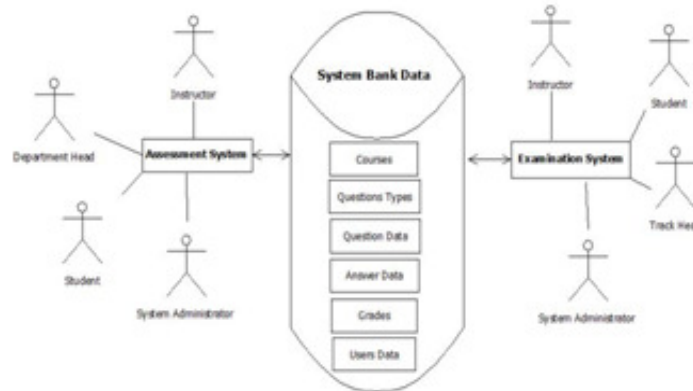 Instructor
Department Head
Assessment System
Student
System Administrator
System Bank Data
Courses
Questions Types
Question Data
Answer Data
Grades
Users Data
Instructor
Student
Examination System
Track Hea
System Administrator